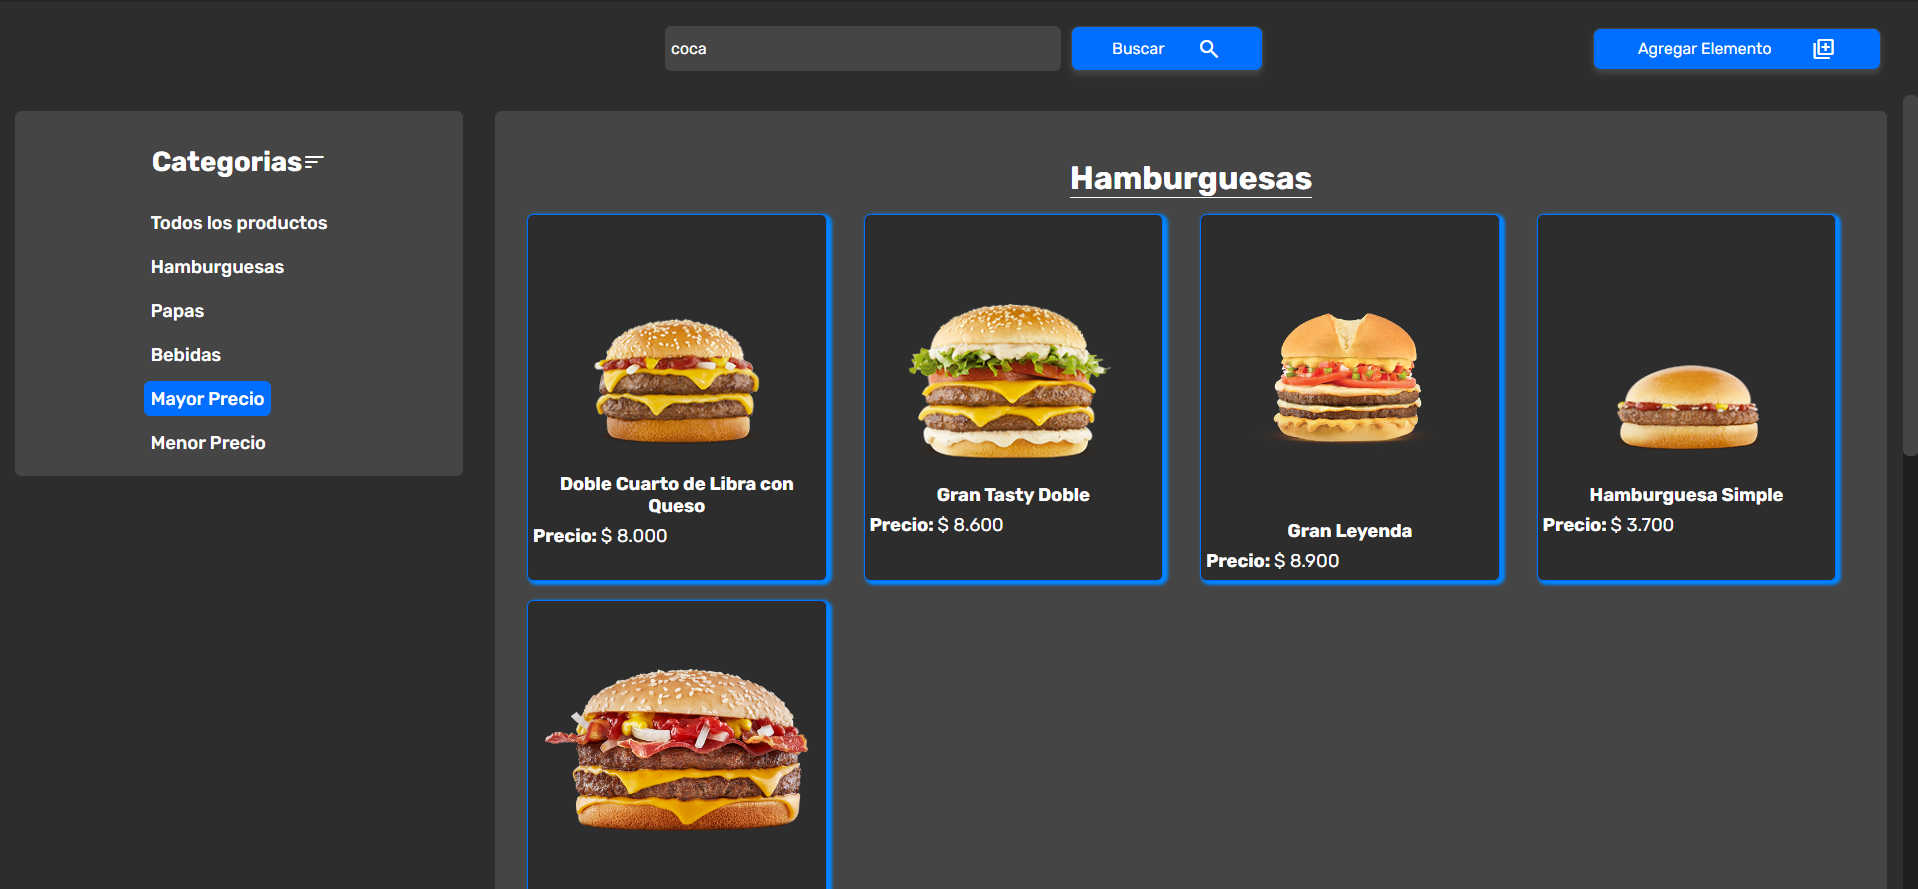 coca
Buscar
Agregar Elemento
Categorias
Todos los productos
Hamburguesas
Papas
Bebidas
Mayor Precio
Menor Precio
Hamburguesas
Doble Cuarto de Libra con
Queso
Precio: $ 8.000
Gran Tasty Doble
Precio: $ 8.600
Gran Leyenda
Precio: $ 8.900
Hamburguesa Simple
Precio: $ 3.700